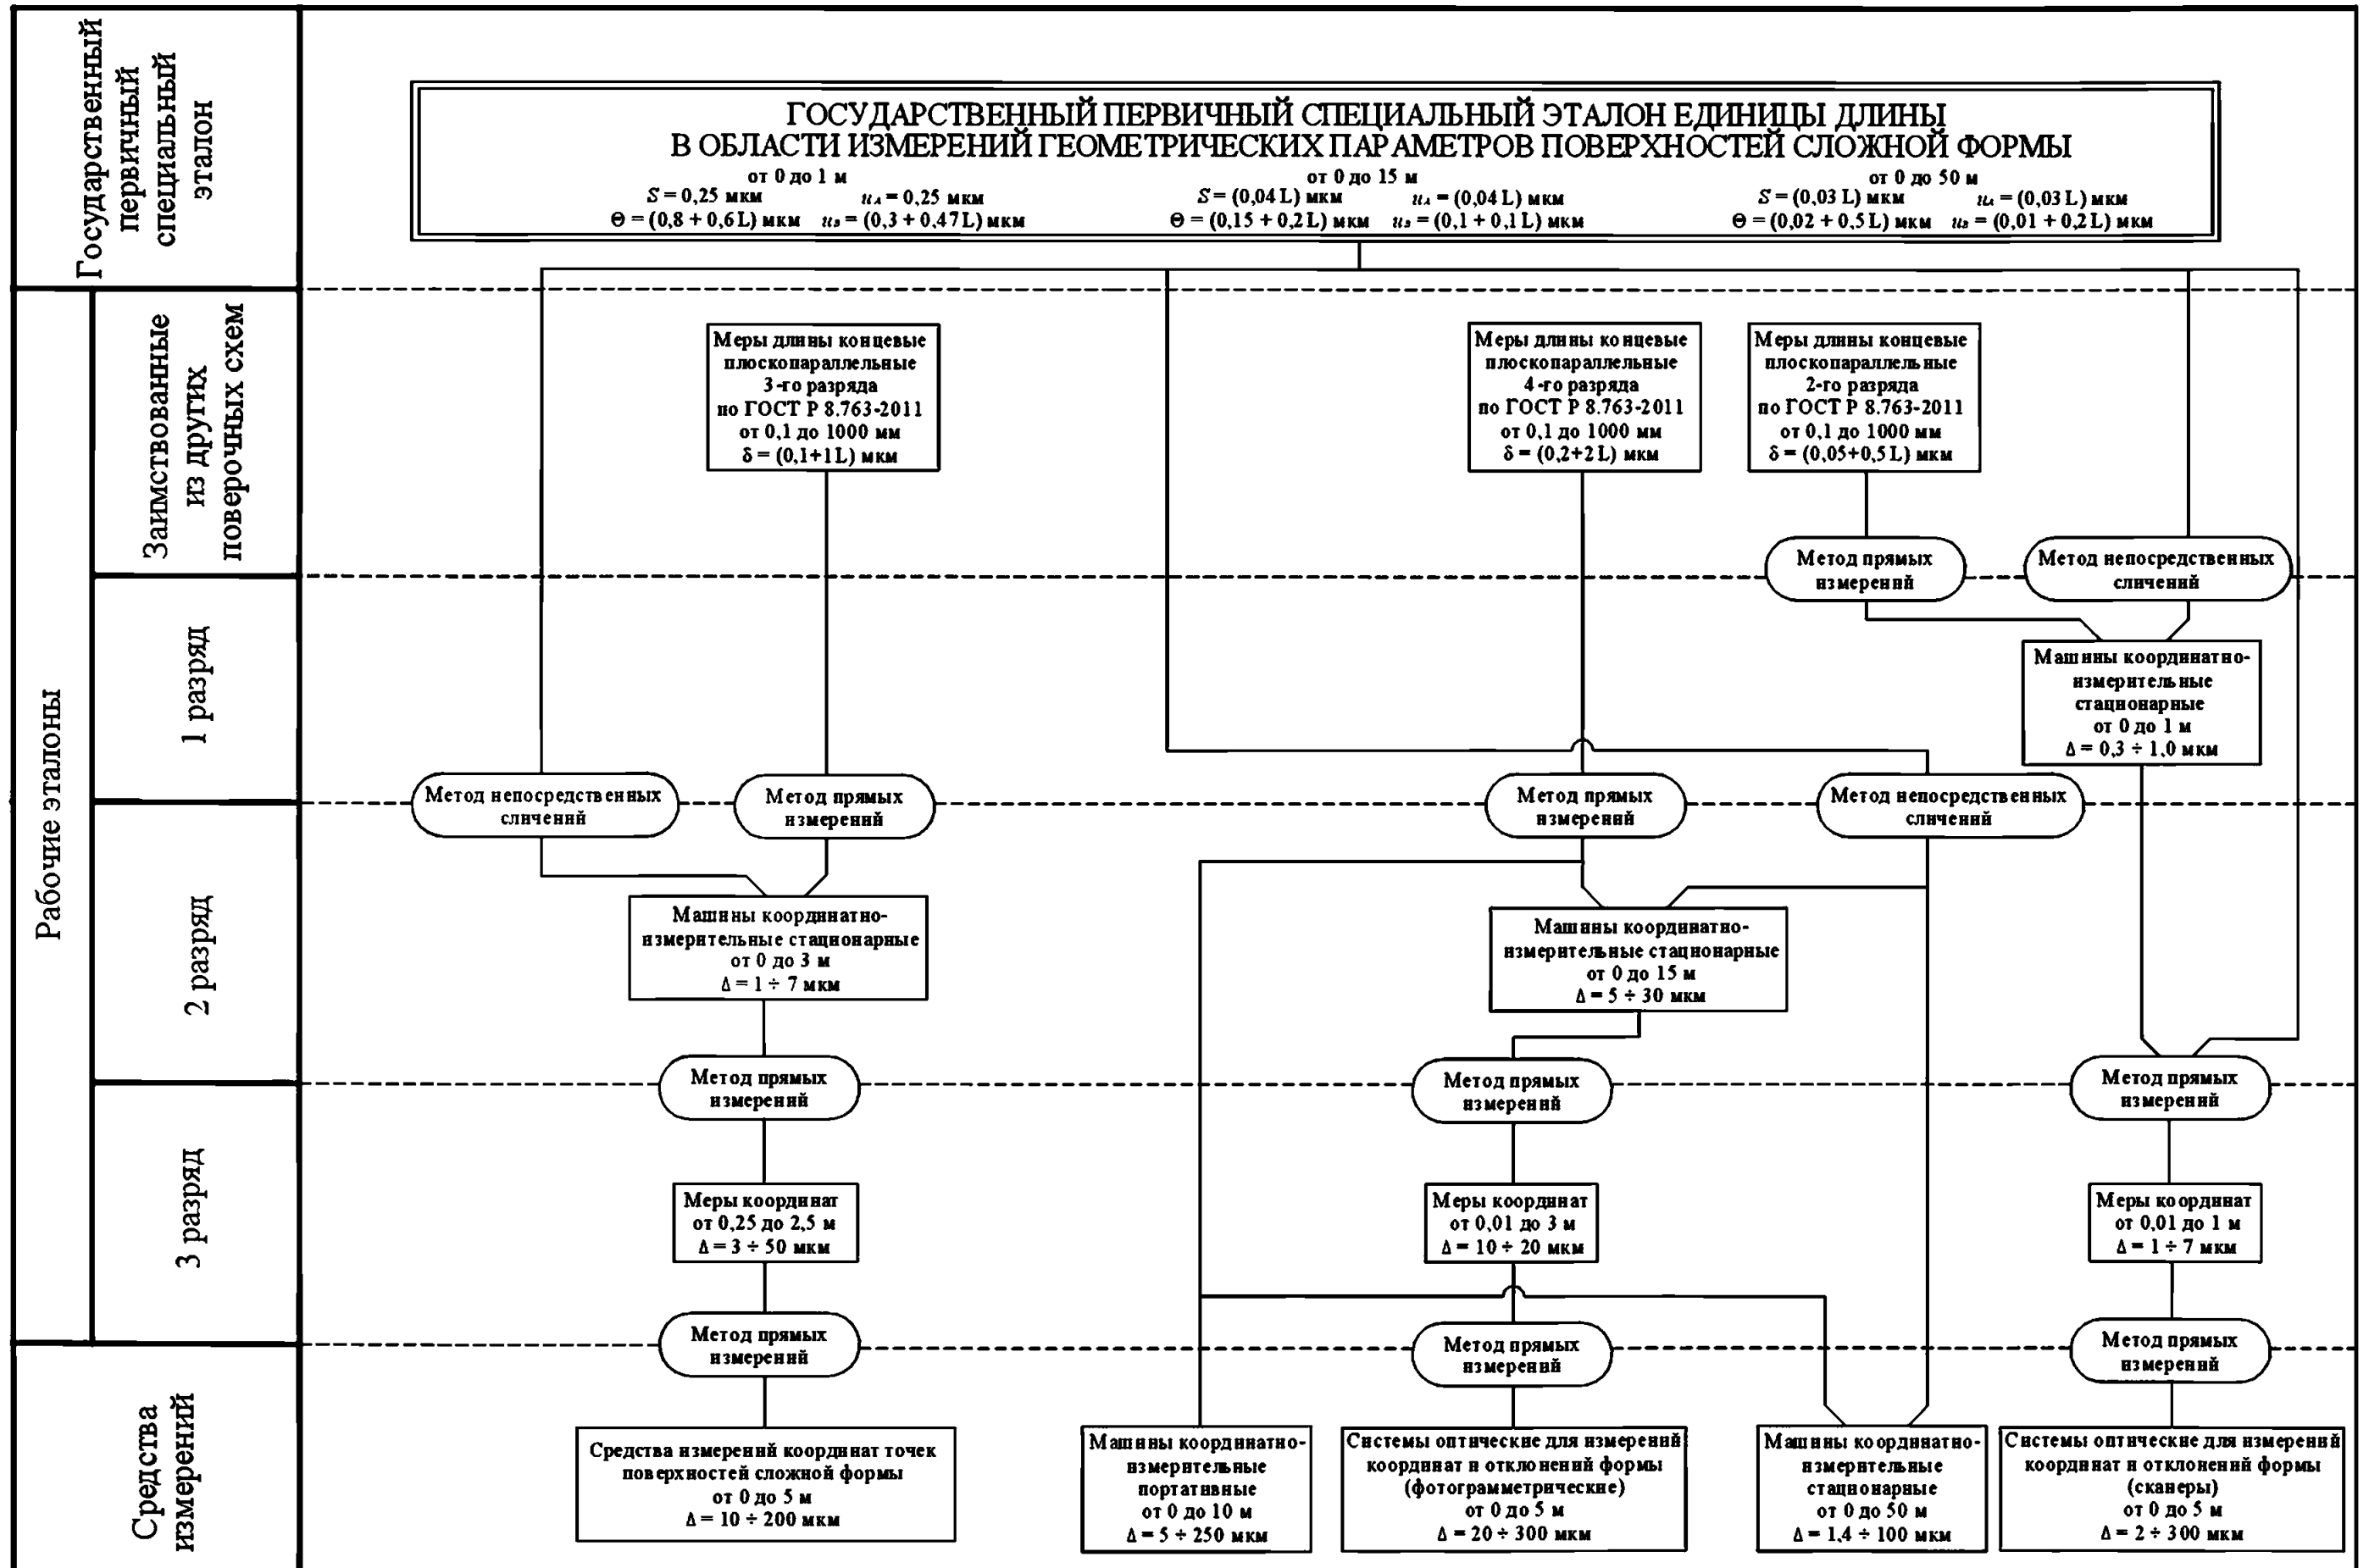 Государственный
первичный
специальный
эталон
ГОСУДАРСТВЕННЫЙ ПЕРВИЧНЫЙ СПЕЦИАЛЬНЫЙ ЭТАЛОН ЕДИНИЦЫ ДЛИНЫ
В ОБЛАСТИ ИЗМЕРЕНИЙ ГЕОМЕТРИЧЕСКИХ ПАРАМЕТРОВ ПОВЕРХНОСТЕЙ СЛОЖНОЙ ФОРМЫ
от 0 до 1 м
S = 0,25 мкм u_A = 0,25 мкм
Θ = (0,8 + 0,6 L) мкм u_B = (0,3 + 0,47 L) мкм
от 0 до 15 м
S = (0,04 L) мкм u_A = (0,04 L) мкм
Θ = (0,15 + 0,2 L) мкм u_B = (0,1 + 0,1 L) мкм
от 0 до 50 м
S = (0,03 L) мкм u_A = (0,03 L) мкм
Θ = (0,02 + 0,5 L) мкм u_B = (0,01 + 0,2 L) мкм
Рабочие эталоны
Заимствованные
из других
поверочных схем
Меры длины концевые
плоскопараллельные
3-го разряда
по ГОСТ Р 8.763-2011
от 0,1 до 1000 мм
δ = (0,1+1L) мкм
Меры длины концевые
плоскопараллельные
4-го разряда
по ГОСТ Р 8.763-2011
от 0,1 до 1000 мм
δ = (0,2+2 L) мкм
Меры длины концевые
плоскопараллельные
2-го разряда
по ГОСТ Р 8.763-2011
от 0,1 до 1000 мм
δ = (0,05+0,5 L) мкм
Метод прямых
измерений
Метод непосредственных
сличений
1 разряд
Машины координатно-
измерительные
стационарные
от 0 до 1 м
Δ = 0,3 ÷ 1,0 мкм
Метод непосредственных
сличений
Метод прямых
измерений
Метод прямых
измерений
Метод непосредственных
сличений
2 разряд
Машины координатно-
измерительные стационарные
от 0 до 3 м
Δ = 1 ÷ 7 мкм
Машины координатно-
измерительные стационарные
от 0 до 15 м
Δ = 5 ÷ 30 мкм
Метод прямых
измерений
Метод прямых
измерений
Метод прямых
измерений
3 разряд
Меры координат
от 0,25 до 2,5 м
Δ = 3 ÷ 50 мкм
Меры координат
от 0,01 до 3 м
Δ = 10 ÷ 20 мкм
Меры координат
от 0,01 до 1 м
Δ = 1 ÷ 7 мкм
Метод прямых
измерений
Метод прямых
измерений
Метод прямых
измерений
Средства
измерений
Средства измерений координат точек
поверхностей сложной формы
от 0 до 5 м
Δ = 10 ÷ 200 мкм
Машины координатно-
измерительные
портативные
от 0 до 10 м
Δ = 5 ÷ 250 мкм
Системы оптические для измерений
координат и отклонений формы
(фотограмметрические)
от 0 до 5 м
Δ = 20 ÷ 300 мкм
Машины координатно-
измерительные
стационарные
от 0 до 50 м
Δ = 1,4 ÷ 100 мкм
Системы оптические для измерений
координат и отклонений формы
(сканеры)
от 0 до 5 м
Δ = 2 ÷ 300 мкм